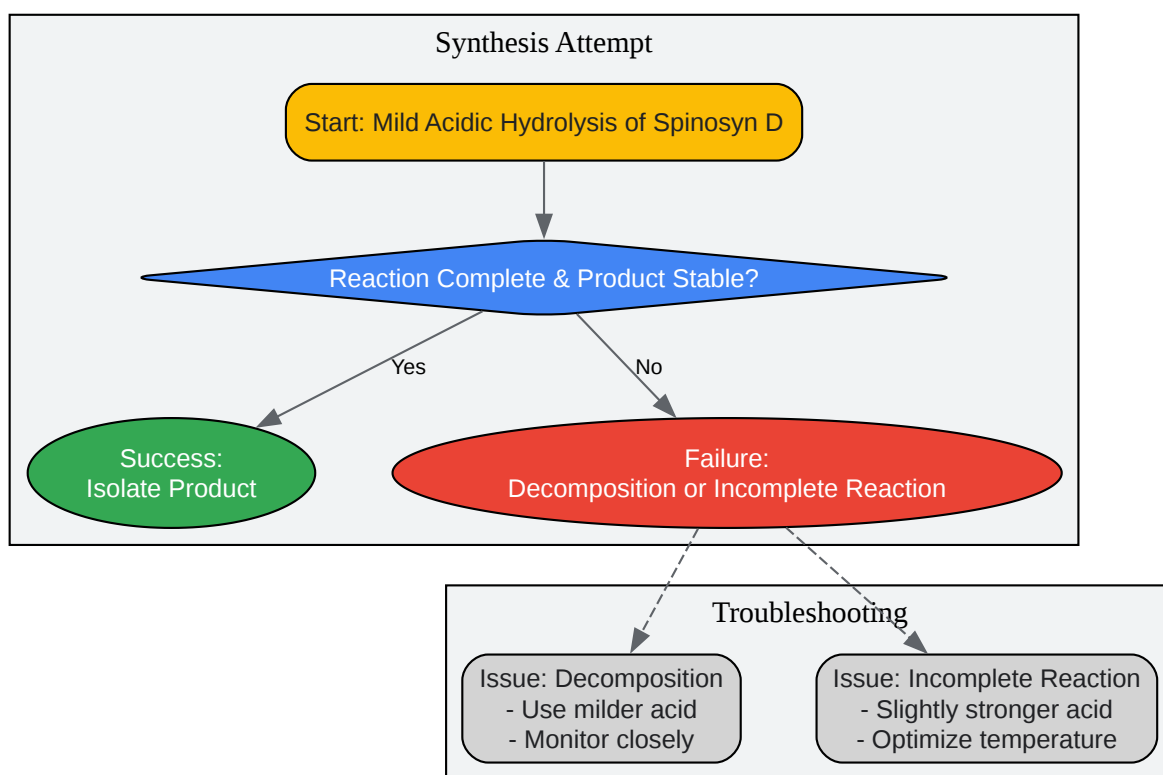 Synthesis Attempt
Start: Mild Acidic Hydrolysis of Spinosyn D
Reaction Complete & Product Stable?
Yes
No
Success:
Isolate Product
Failure:
Decomposition or Incomplete Reaction
Troubleshooting
Issue: Decomposition
- Use milder acid
- Monitor closely
Issue: Incomplete Reaction
- Slightly stronger acid
- Optimize temperature